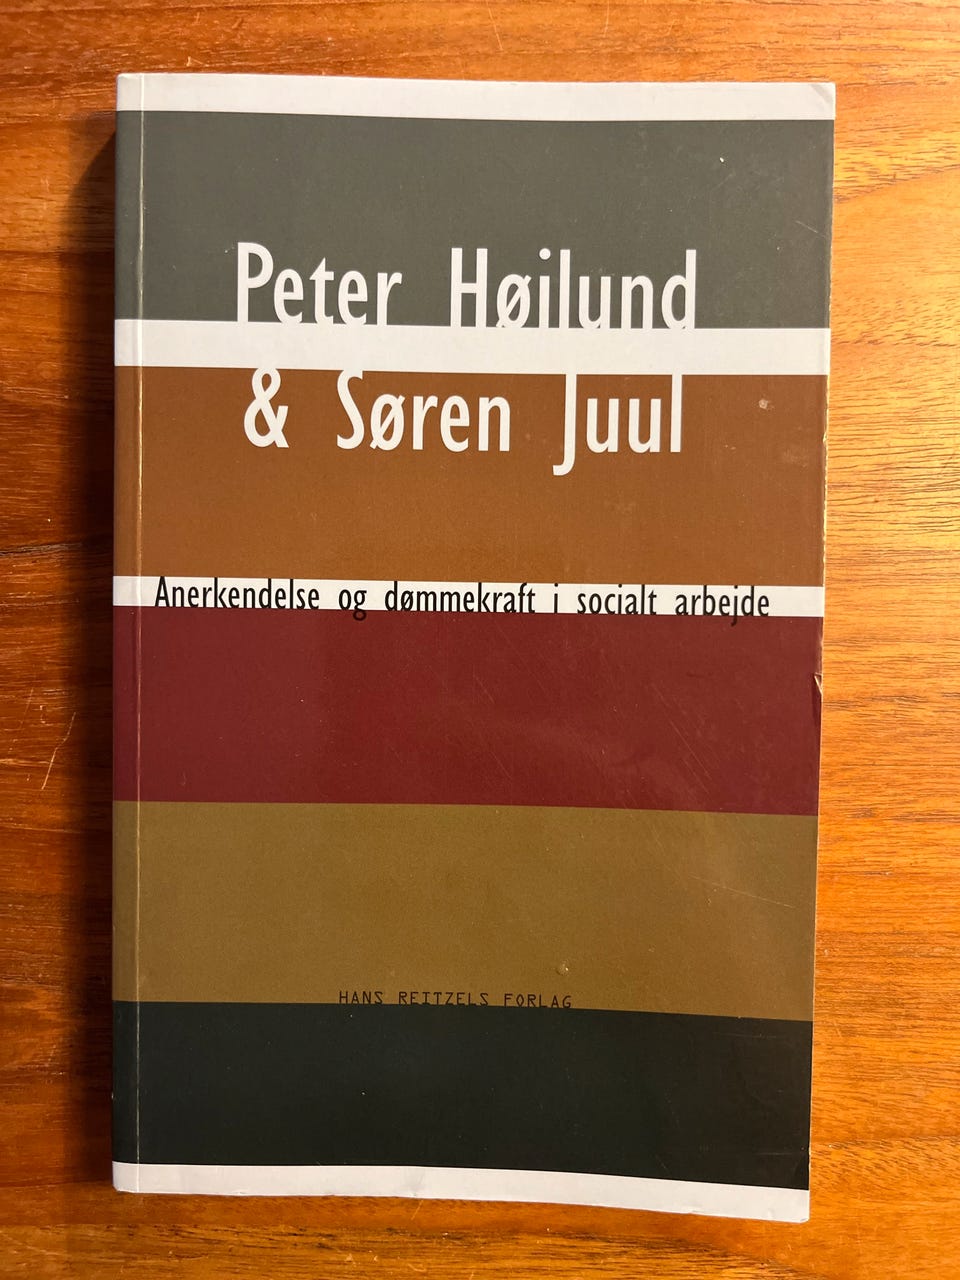 Peter Høilund
& Søren Juul
Anerkendelse og dømmekraft i socialt arbejde
HANS REITZELS FORLAG